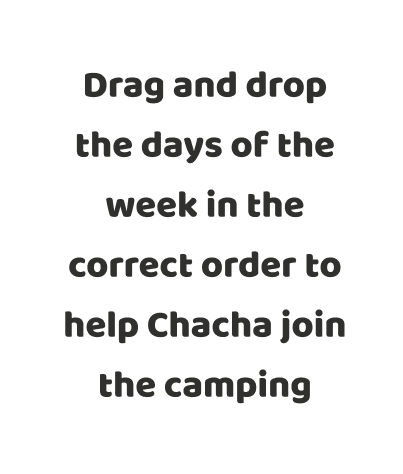 Drag and drop
the days of the
week in the
correct order to
help Chacha join
the camping